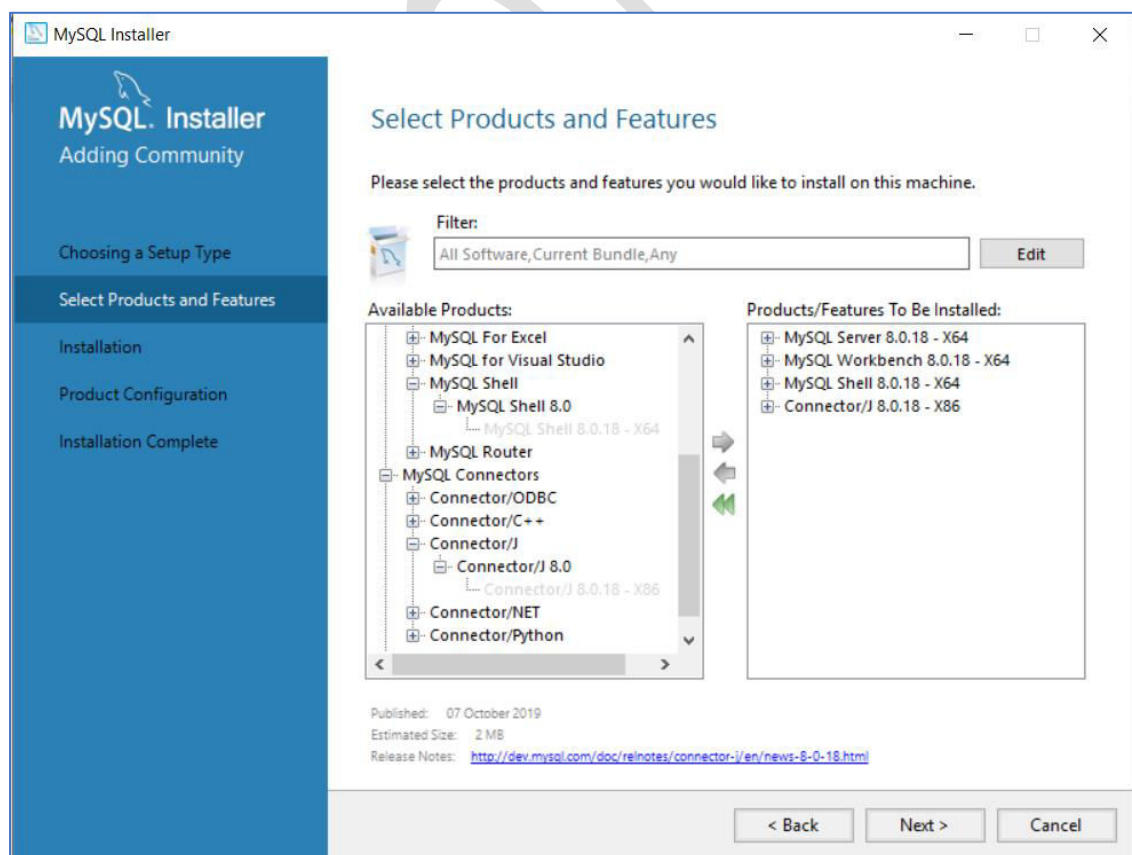 MySQL Installer
MySQL. Installer
Adding Community
Choosing a Setup Type
Select Products and Features
Installation
Product Configuration
Installation Complete
Select Products and Features
Please select the products and features you would like to install on this machine.
Filter:
All Software,Current Bundle,Any
Edit
Available Products:
MySQL For Excel
MySQL for Visual Studio
MySQL Shell
MySQL Shell 8.0
MySQL Shell 8.0.18 - X64
MySQL Router
MySQL Connectors
Connector/ODBC
Connector/C++
Connector/J
Connector/J 8.0
Connector/J 8.0.18 - X86
Connector/NET
Connector/Python
Products/Features To Be Installed:
MySQL Server 8.0.18 - X64
MySQL Workbench 8.0.18 - X64
MySQL Shell 8.0.18 - X64
Connector/J 8.0.18 - X86
Published: 07 October 2019
Estimated Size: 2 MB
Release Notes: http://dev.mysql.com/doc/relnotes/connector-j/en/news-8-0-18.html
< Back
Next >
Cancel